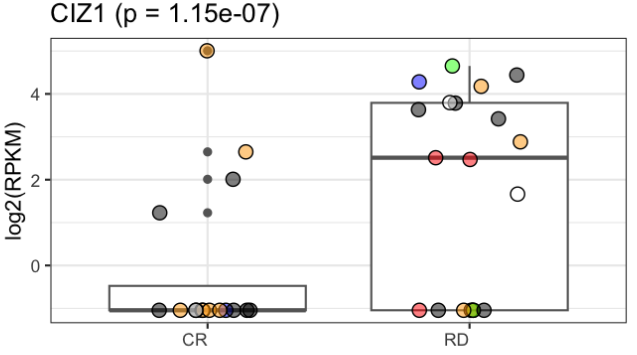 CIZ1 (p = 1.15e-07)
log2(RPKM)
4
2
0
CR
RD